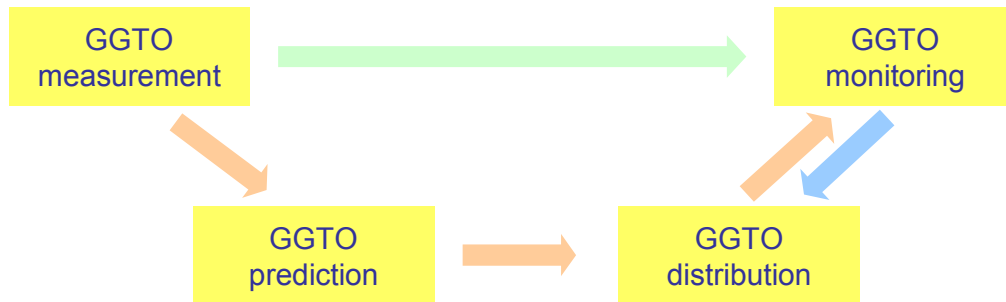 GGTO
measurement
GGTO
monitoring
GGTO
prediction
GGTO
distribution